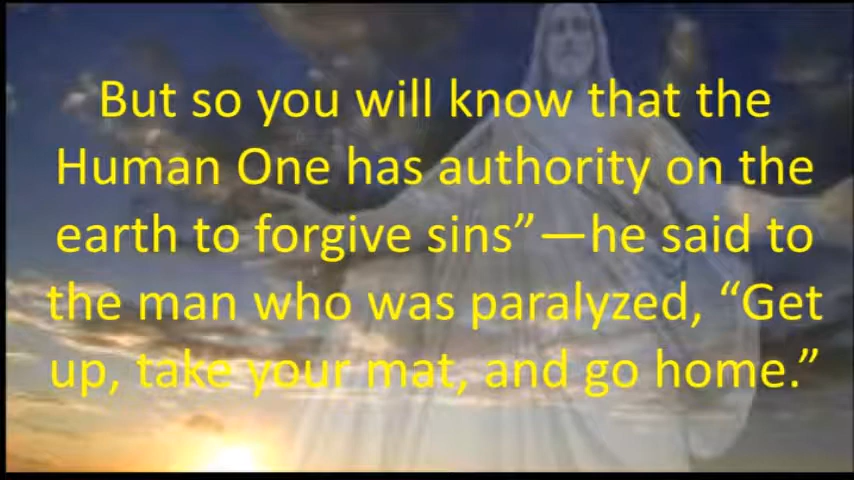 But so you will know that the
Human One has authority on the
earth to forgive sins”—he said to
the man who was paralyzed, “Get
up, take your mat, and go home.”